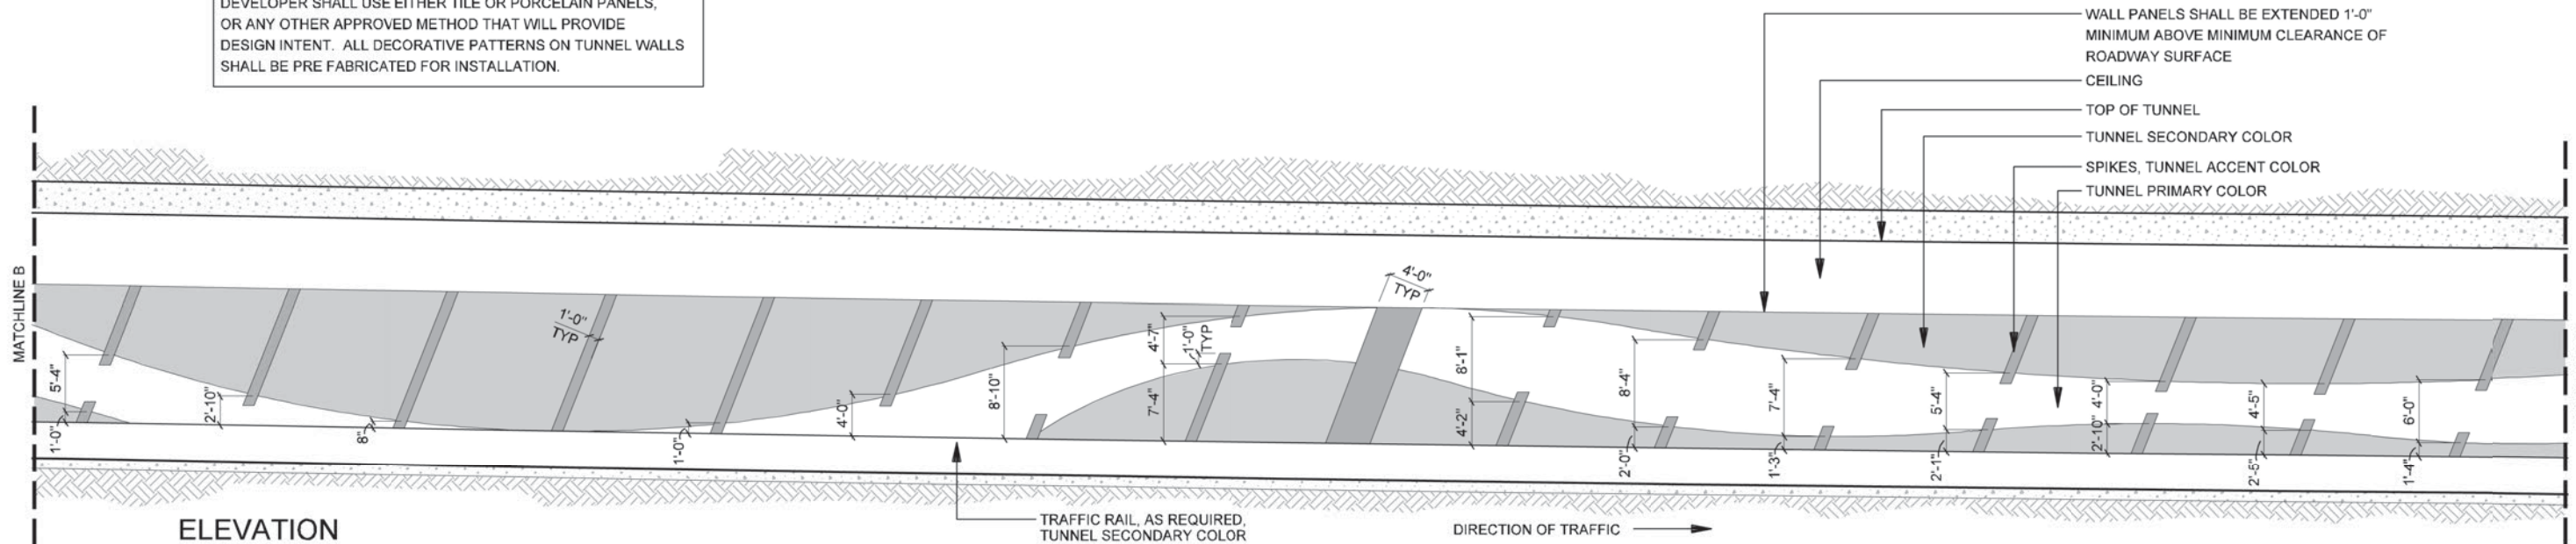 DEVELOPER SHALL USE EITHER TILE OR PORCELAIN PANELS,
OR ANY OTHER APPROVED METHOD THAT WILL PROVIDE
DESIGN INTENT. ALL DECORATIVE PATTERNS ON TUNNEL WALLS
SHALL BE PRE FABRICATED FOR INSTALLATION.
WALL PANELS SHALL BE EXTENDED 1'-0"
MINIMUM ABOVE MINIMUM CLEARANCE OF
ROADWAY SURFACE
CEILING
TOP OF TUNNEL
TUNNEL SECONDARY COLOR
SPIKES, TUNNEL ACCENT COLOR
TUNNEL PRIMARY COLOR
MATCHLINE B
5'-4"
1'-0"
2'-10"
8"
1'-0"
TYP
1'-0"
4'-0"
8'-10"
4'-7"
1'-0"
TYP
7'-4"
4'-0"
TYP
8'-1"
4'-2"
8'-4"
2'-0"
7'-4"
1'-3"
5'-4"
2'-1"
4'-0"
2'-10"
4'-5"
2'-5"
6'-0"
1'-4"
ELEVATION
TRAFFIC RAIL, AS REQUIRED,
TUNNEL SECONDARY COLOR
DIRECTION OF TRAFFIC